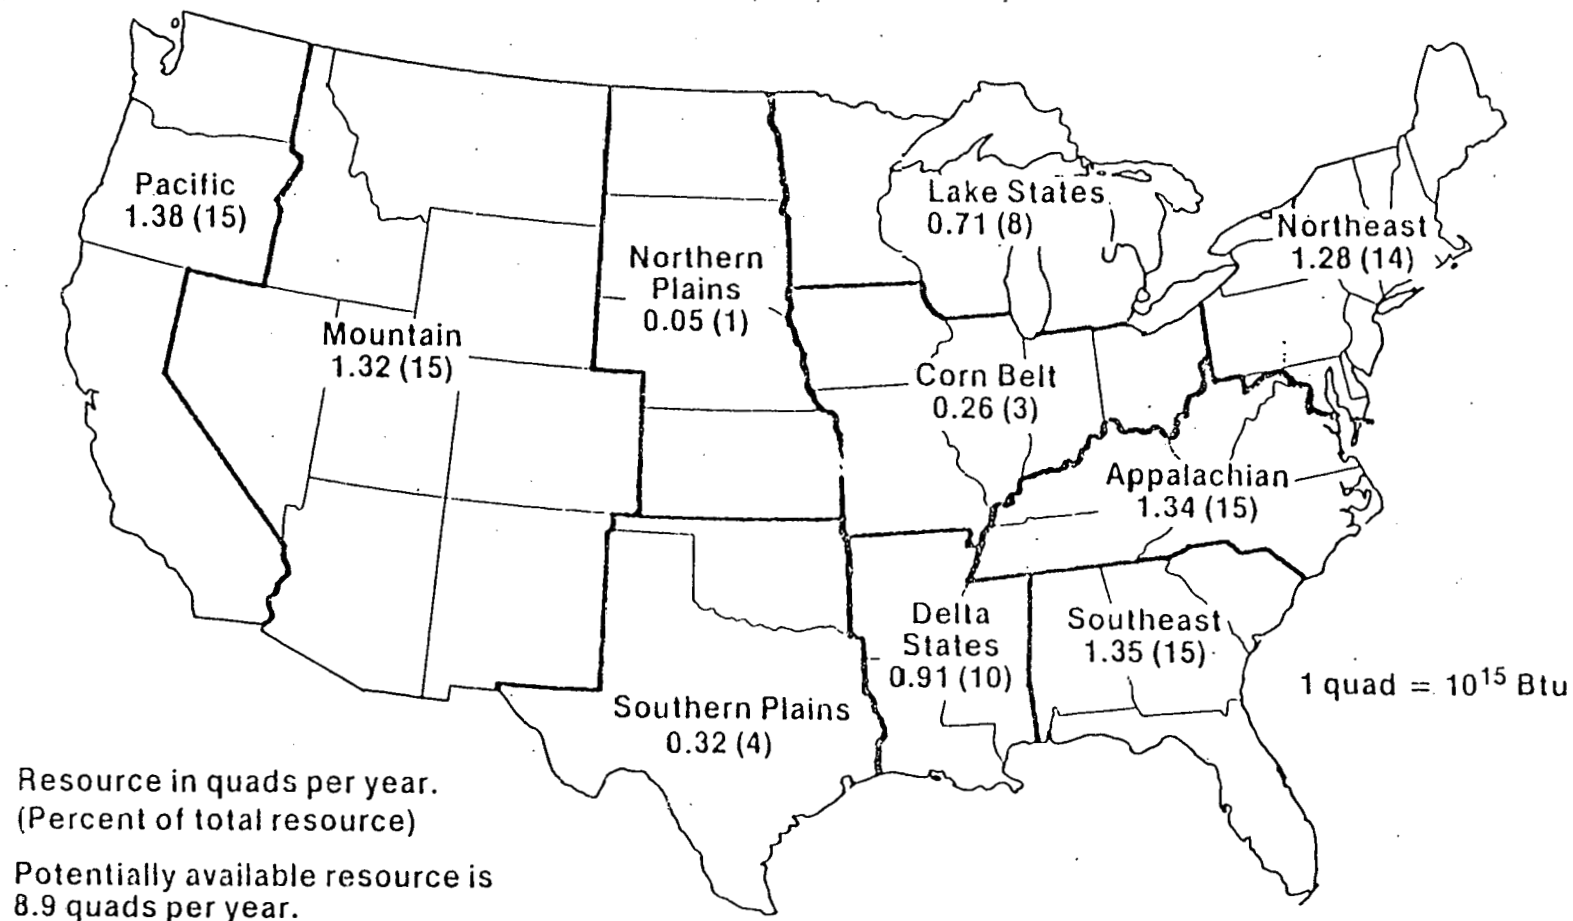 Pacific
1.38 (15)
Mountain
1.32 (15)
Northern
Plains
0.05 (1)
Lake States
0.71 (8)
Northeast
1.28 (14)
Corn Belt
0.26 (3)
Appalachian
1.34 (15)
Delta
States
0.91 (10)
Southeast
1.35 (15)
Southern Plains
0.32 (4)
1 quad = 10¹⁵ Btu
Resource in quads per year.
(Percent of total resource)
Potentially available resource is
8.9 quads per year.